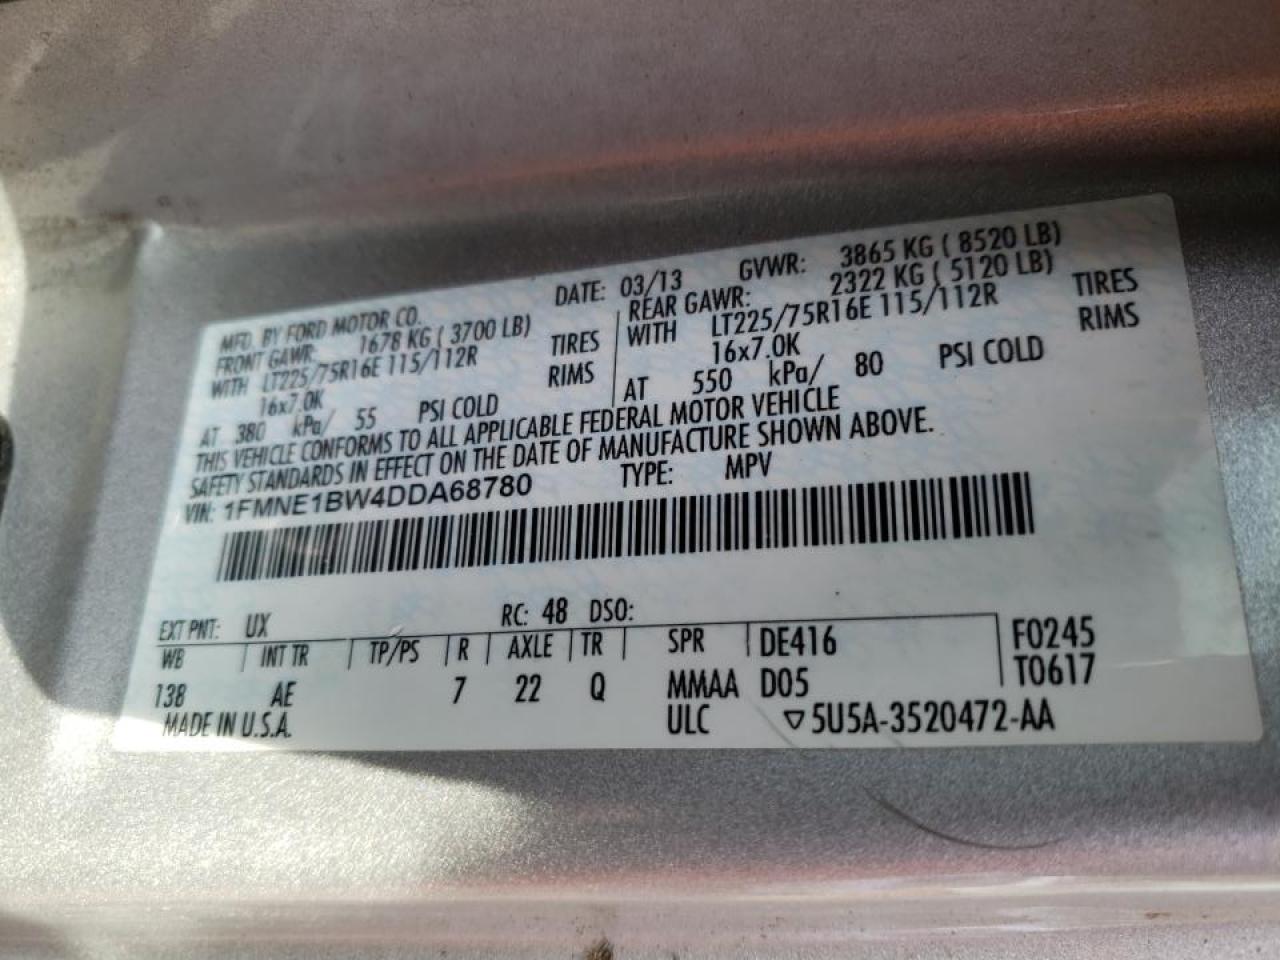 MFD. BY FORD MOTOR CO.
DATE: 03/13 GVWR: 3865 KG ( 8520 LB)
FRONT GAWR: 1678 KG ( 3700 LB)
REAR GAWR: 2322 KG ( 5120 LB)
WITH LT225/75R16E 115/112R TIRES
WITH LT225/75R16E 115/112R TIRES
16x7.0K RIMS
16x7.0K RIMS
AT 380 kPa/ 55 PSI COLD
AT 550 kPa/ 80 PSI COLD
THIS VEHICLE CONFORMS TO ALL APPLICABLE FEDERAL MOTOR VEHICLE
SAFETY STANDARDS IN EFFECT ON THE DATE OF MANUFACTURE SHOWN ABOVE.
VIN: 1FMNE1BW4DDA68780 TYPE: MPV
EXT PNT: UX RC: 48 DSO:
WB INT TR TP/PS R AXLE TR SPR DE416 F0245
138 AE 7 22 Q MMAA D05 T0617
MADE IN U.S.A. ULC ▽5U5A-3520472-AA